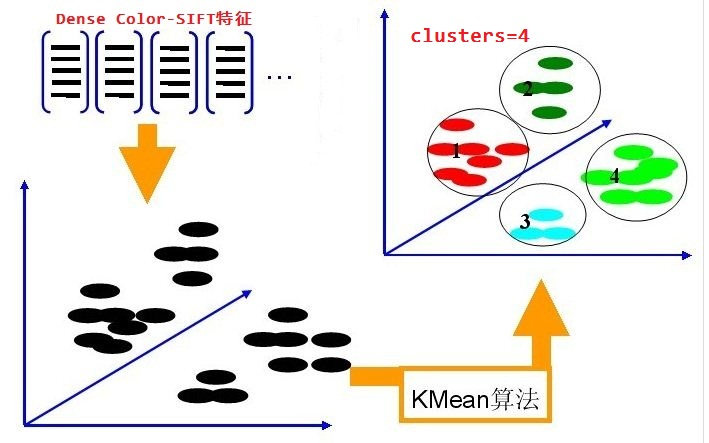 Dense Color-SIFT特征
...
clusters=4
2
1
4
3
KMean算法